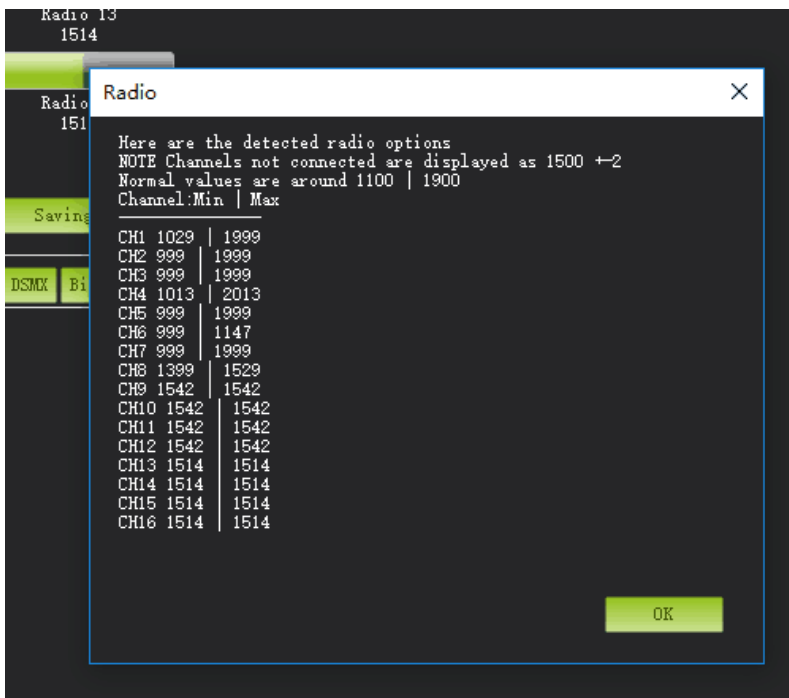 Radio 13
1514
Radio
151
Saving
DSMX
Bi
Radio
Here are the detected radio options
NOTE Channels not connected are displayed as 1500 +-2
Normal values are around 1100 | 1900
Channel:Min | Max
CH1 1029 | 1999
CH2 999 | 1999
CH3 999 | 1999
CH4 1013 | 2013
CH5 999 | 1999
CH6 999 | 1147
CH7 999 | 1999
CH8 1399 | 1529
CH9 1542 | 1542
CH10 1542 | 1542
CH11 1542 | 1542
CH12 1542 | 1542
CH13 1514 | 1514
CH14 1514 | 1514
CH15 1514 | 1514
CH16 1514 | 1514
OK